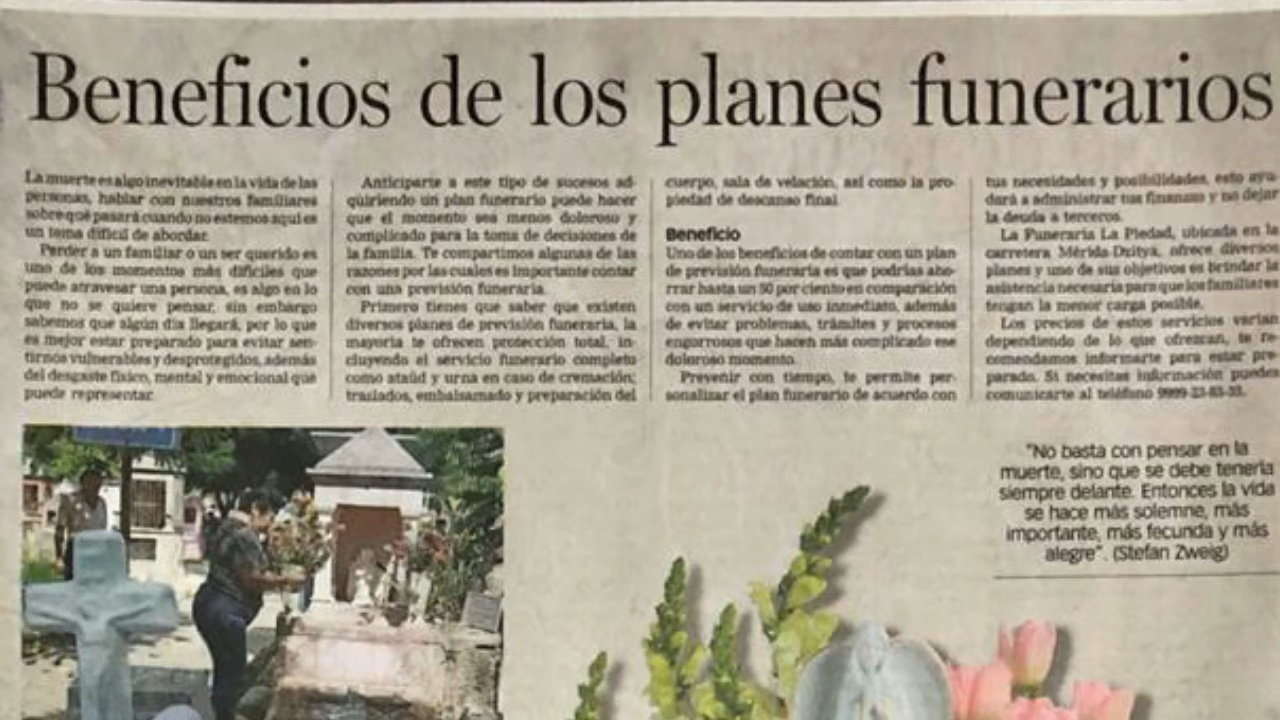 Beneficios de los planes funerarios
La muerte es algo inevitable en la vida de las
personas, hablar con nuestros familiares
sobre qué pasará cuando no estemos aquí es
un tema difícil de abordar.
Perder a un familiar o un ser querido es
uno de los momentos más difíciles que
puede atravesar una persona, es algo en lo
que no se quiere pensar, sin embargo
sabemos que algún día llegará, por lo que
es mejor estar preparado para evitar sen-
tirnos vulnerables y desprotegidos, además
del desgaste físico, mental y emocional que
puede representar.
Anticiparte a este tipo de sucesos ad-
quiriendo un plan funerario puede hacer
que el momento sea menos doloroso y
complicado para la toma de decisiones de
la familia. Te compartimos algunas de las
razones por las cuales es importante contar
con una previsión funeraria.
Primero tienes que saber que existen
diversos planes de previsión funeraria, la
mayoría te ofrecen protección total, in-
cluyendo el servicio funerario completo
como ataúd y urna en caso de cremación;
traslados, embalsamado y preparación del
cuerpo, sala de velación, así como la pro-
piedad de descanso final.
Beneficio
Uno de los beneficios de contar con un plan
de previsión funeraria es que podrías aho-
rrar hasta un 50 por ciento en comparación
con un servicio de uso inmediato, además
de evitar problemas, trámites y procesos
engorrosos que hacen más complicado ese
doloroso momento.
Prevenir con tiempo, te permite per-
sonalizar el plan funerario de acuerdo con
tus necesidades y posibilidades, esto ayu-
dará a administrar tus finanzas y no dejar
la deuda a terceros.
La Funeraria La Piedad, ubicada en la
carretera Mérida-Dzitya, ofrece diversos
planes y uno de sus objetivos es brindar la
asistencia necesaria para que los familiares
tengan la menor carga posible.
Los precios de estos servicios varían
dependiendo de lo que ofrezcan, te re-
comendamos informarte para estar pre-
parado. Si necesitas información puedes
comunicarte al teléfono
"No basta con pensar en la
muerte, sino que se debe tenerla
siempre delante. Entonces la vida
se hace más solemne, más
importante, más fecunda y más
alegre". (Stefan Zweig)